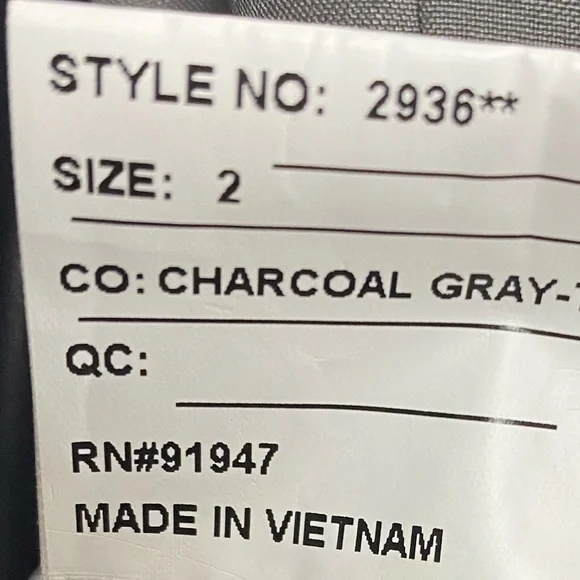 STYLE NO: 2936**
SIZE: 2
CO: CHARCOAL GRAY-
QC:
RN#91947
MADE IN VIETNAM